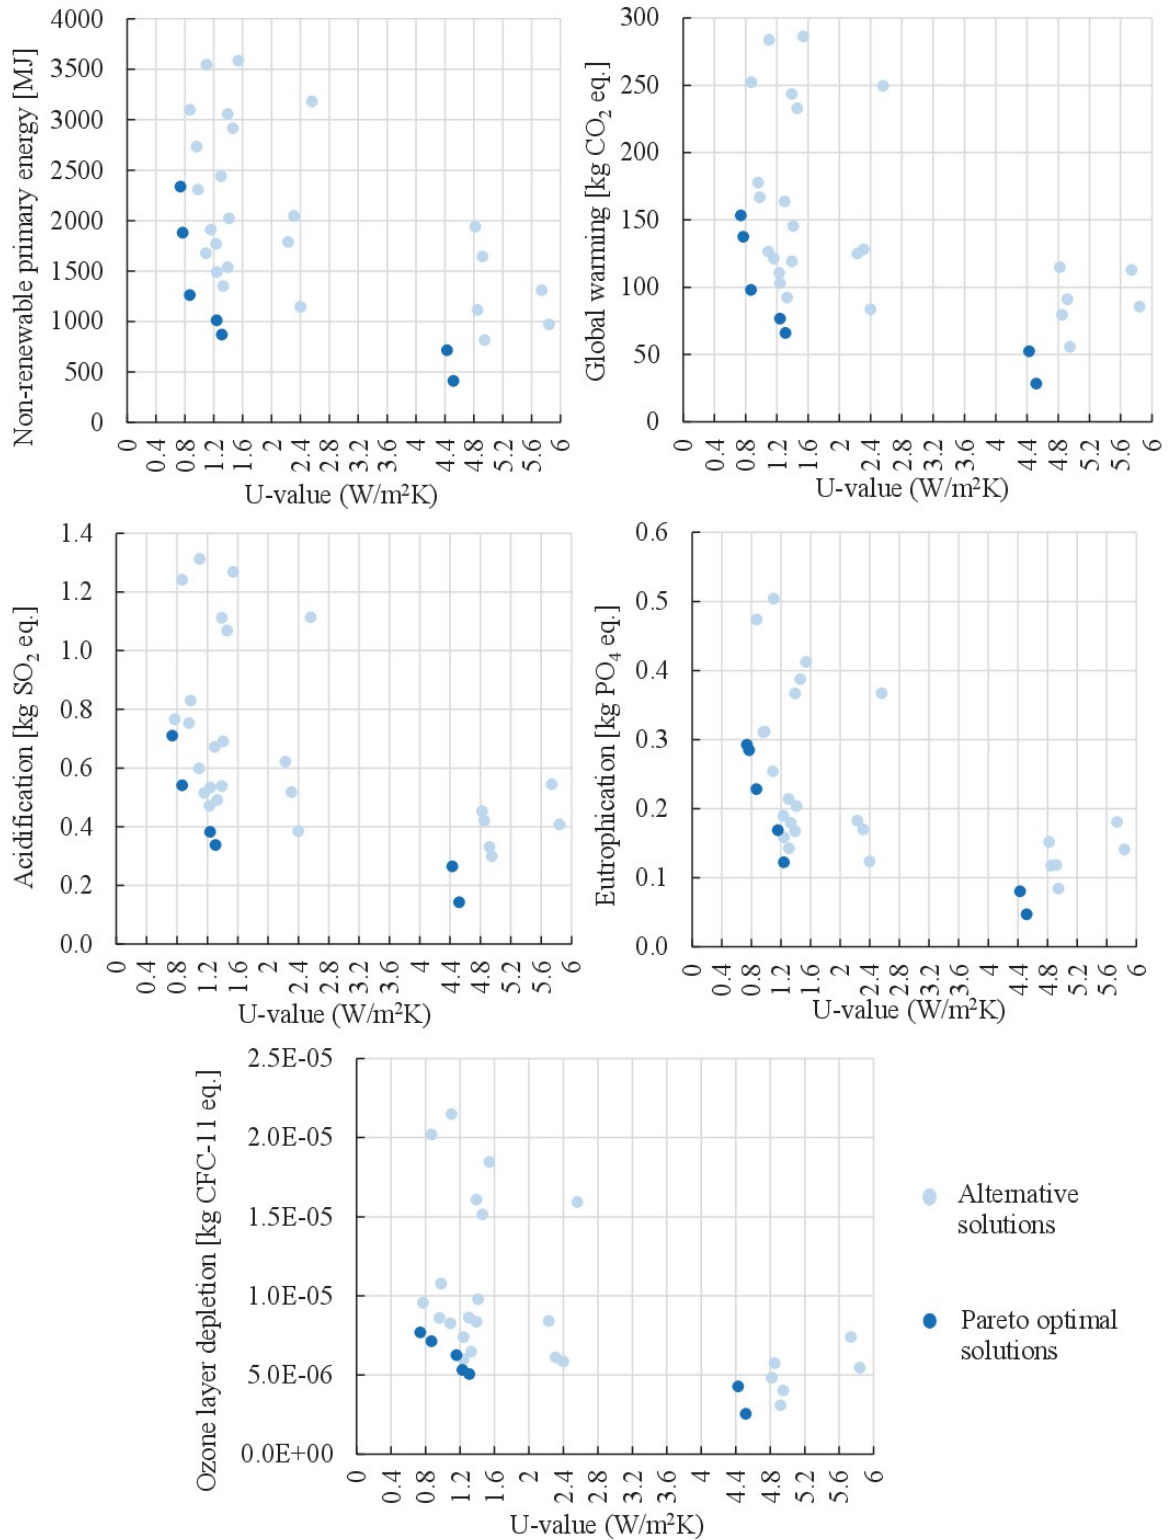 Non-renewable primary energy [MJ]
4000
3500
3000
2500
2000
1500
1000
500
0
0 0.4 0.8 1.2 1.6 2 2.4 2.8 3.2 3.6 4 4.4 4.8 5.2 5.6 6
U-value (W/m²K)
Global warming [kg CO₂ eq.]
300
250
200
150
100
50
0
0 0.4 0.8 1.2 1.6 2 2.4 2.8 3.2 3.6 4 4.4 4.8 5.2 5.6 6
U-value (W/m²K)
Acidification [kg SO₂ eq.]
1.4
1.2
1.0
0.8
0.6
0.4
0.2
0.0
0 0.4 0.8 1.2 1.6 2 2.4 2.8 3.2 3.6 4 4.4 4.8 5.2 5.6 6
U-value (W/m²K)
Eutrophication [kg PO₄ eq.]
0.6
0.5
0.4
0.3
0.2
0.1
0.0
0 0.4 0.8 1.2 1.6 2 2.4 2.8 3.2 3.6 4 4.4 4.8 5.2 5.6 6
U-value (W/m²K)
Ozone layer depletion [kg CFC-11 eq.]
2.5E-05
2.0E-05
1.5E-05
1.0E-05
5.0E-06
0.0E+00
0 0.4 0.8 1.2 1.6 2 2.4 2.8 3.2 3.6 4 4.4 4.8 5.2 5.6 6
U-value (W/m²K)
Alternative
solutions
Pareto optimal
solutions